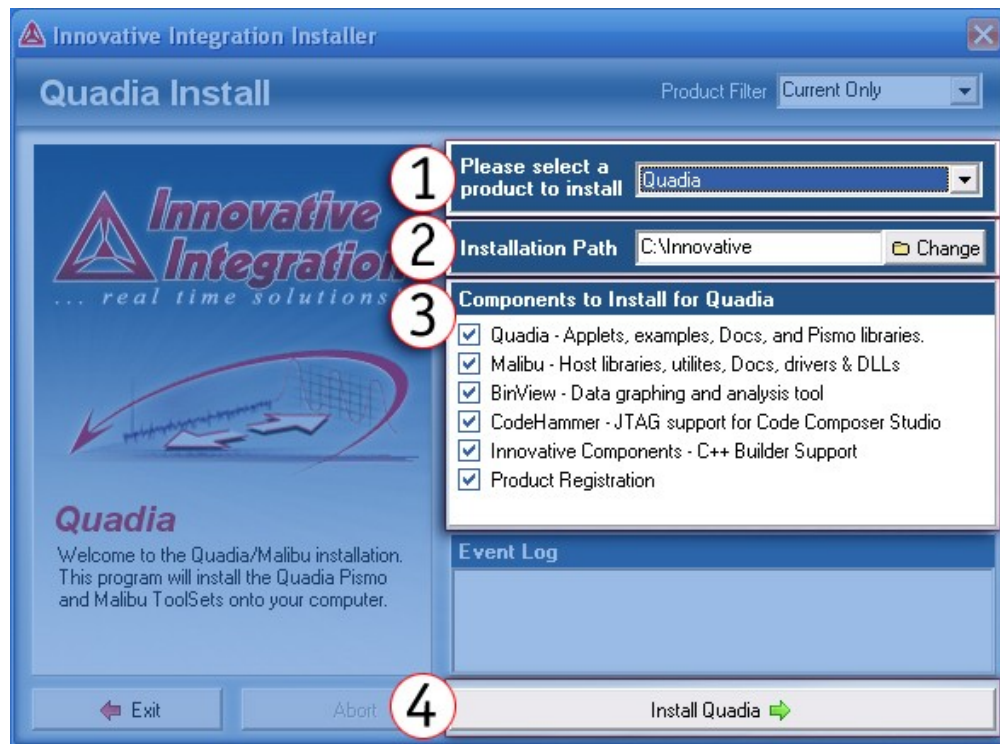 Innovative Integration Installer
Quadia Install
Product Filter Current Only
1
Please select a
product to install
Quadia
2
Installation Path C:\Innovative Change
3
Components to Install for Quadia
Quadia - Applets, examples, Docs, and Pismo libraries.
Malibu - Host libraries, utilites, Docs, drivers & DLLs
BinView - Data graphing and analysis tool
CodeHammer - JTAG support for Code Composer Studio
Innovative Components - C++ Builder Support
Product Registration
Innovative
Integration
... real time solutions
Quadia
Welcome to the Quadia/Malibu installation.
This program will install the Quadia Pismo
and Malibu ToolSets onto your computer.
Event Log
Exit
Abort
4
Install Quadia